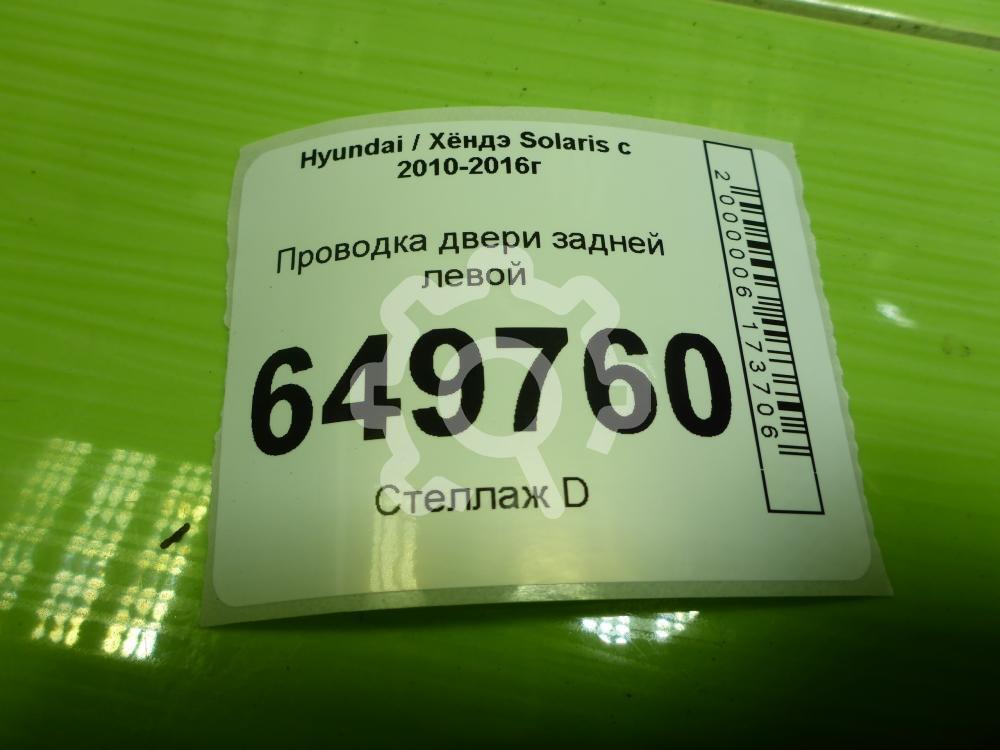 Hyundai / Хёндэ Solaris с
2010-2016г
Проводка двери задней
левой
649760
Стеллаж D
2000006173706